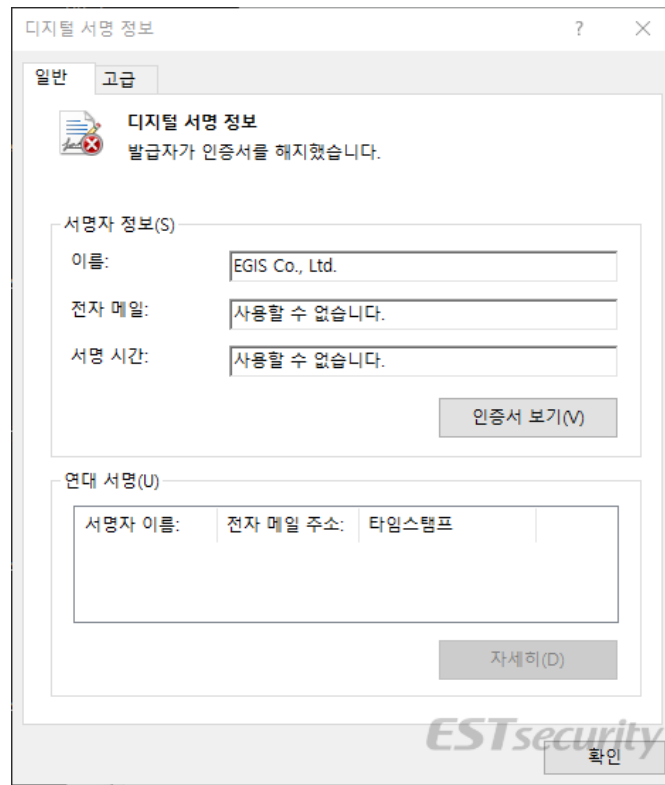 디지털 서명 정보 ? ×
일반 고급
디지털 서명 정보
발급자가 인증서를 해지했습니다.
서명자 정보(S)
이름: EGIS Co., Ltd.
전자 메일: 사용할 수 없습니다.
서명 시간: 사용할 수 없습니다.
인증서 보기(V)
연대 서명(U)
서명자 이름: 전자 메일 주소: 타임스탬프
자세히(D)
ESTsecurity
확인